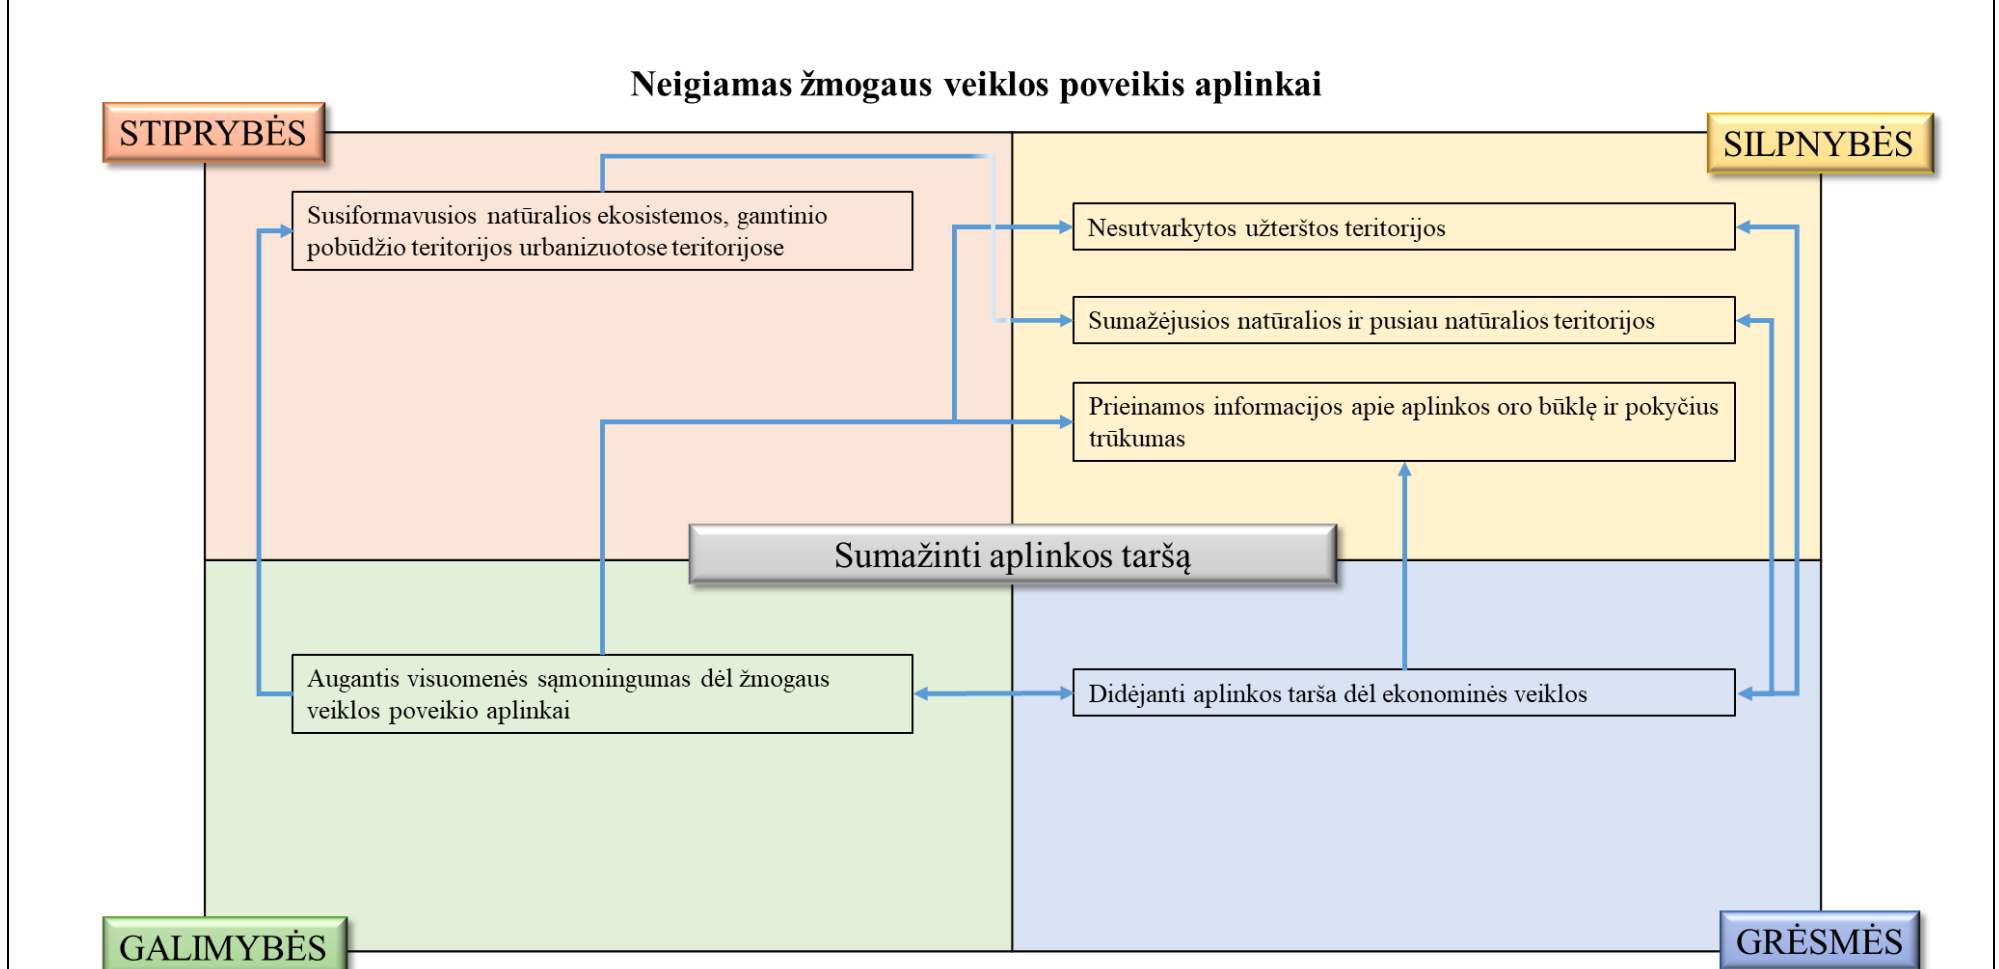 Neigiamas žmogaus veiklos poveikis aplinkai
STIPRYBĖS
SILPNYBĖS
Susiformavusios natūralios ekosistemos, gamtinio
pobūdžio teritorijos urbanizuotose teritorijose
Nesutvarkytos užterštos teritorijos
Sumažėjusios natūralios ir pusiau natūralios teritorijos
Prieinamos informacijos apie aplinkos oro būklę ir pokyčius
trūkumas
Sumažinti aplinkos taršą
Augantis visuomenės sąmoningumas dėl žmogaus
veiklos poveikio aplinkai
Didėjanti aplinkos tarša dėl ekonominės veiklos
GALIMYBĖS
GRĖSMĖS